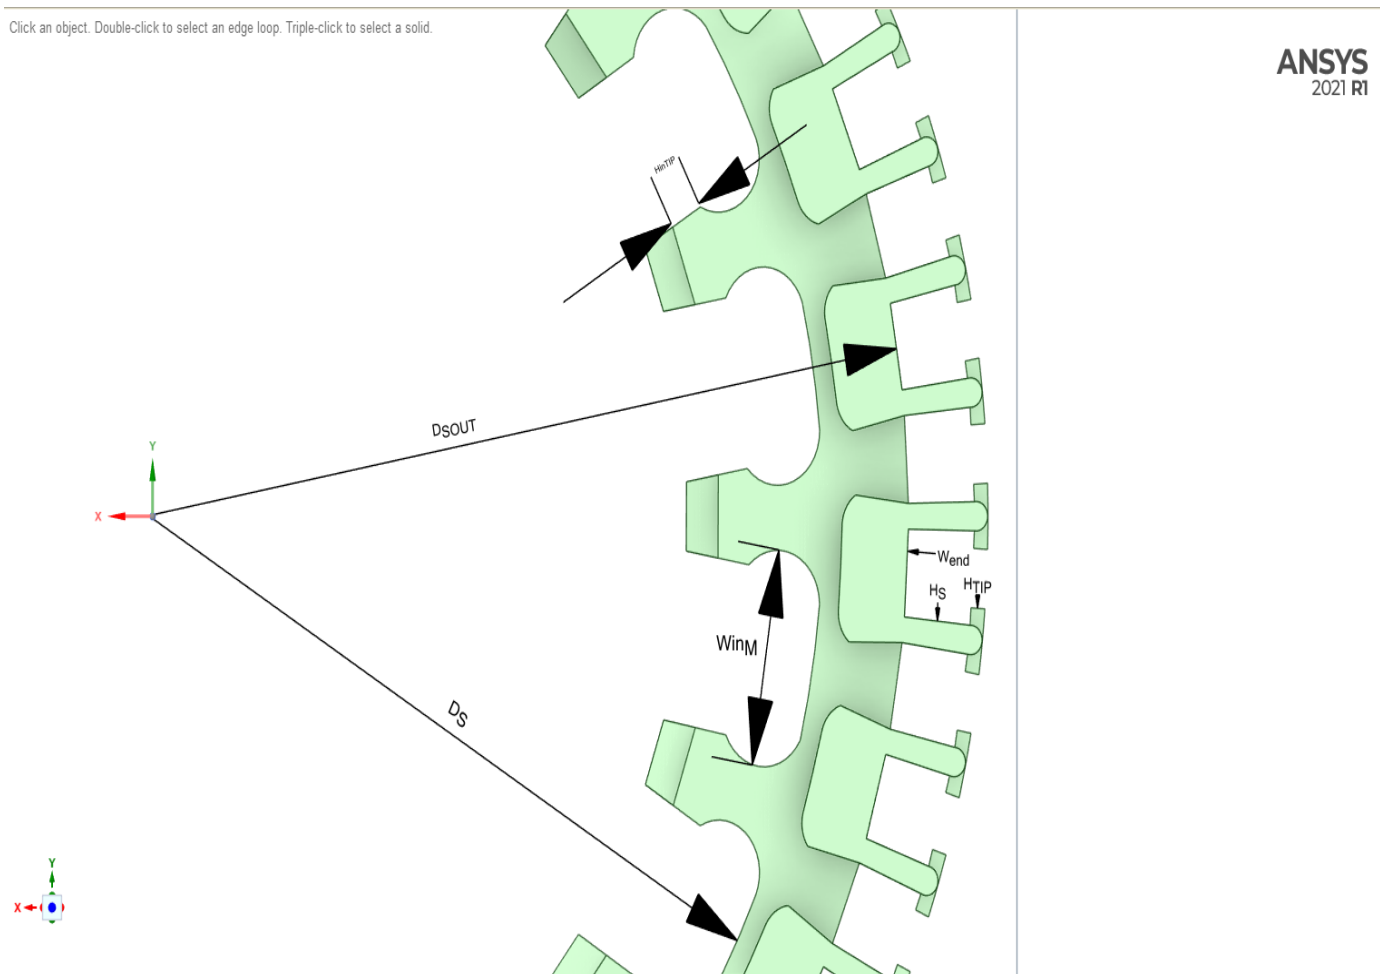 Click an object. Double-click to select an edge loop. Triple-click to select a solid.
ANSYS
2021 R1
HinTIP
DSOUT
Y
X
Wend
HS
HTIP
WinM
DS
Y
X